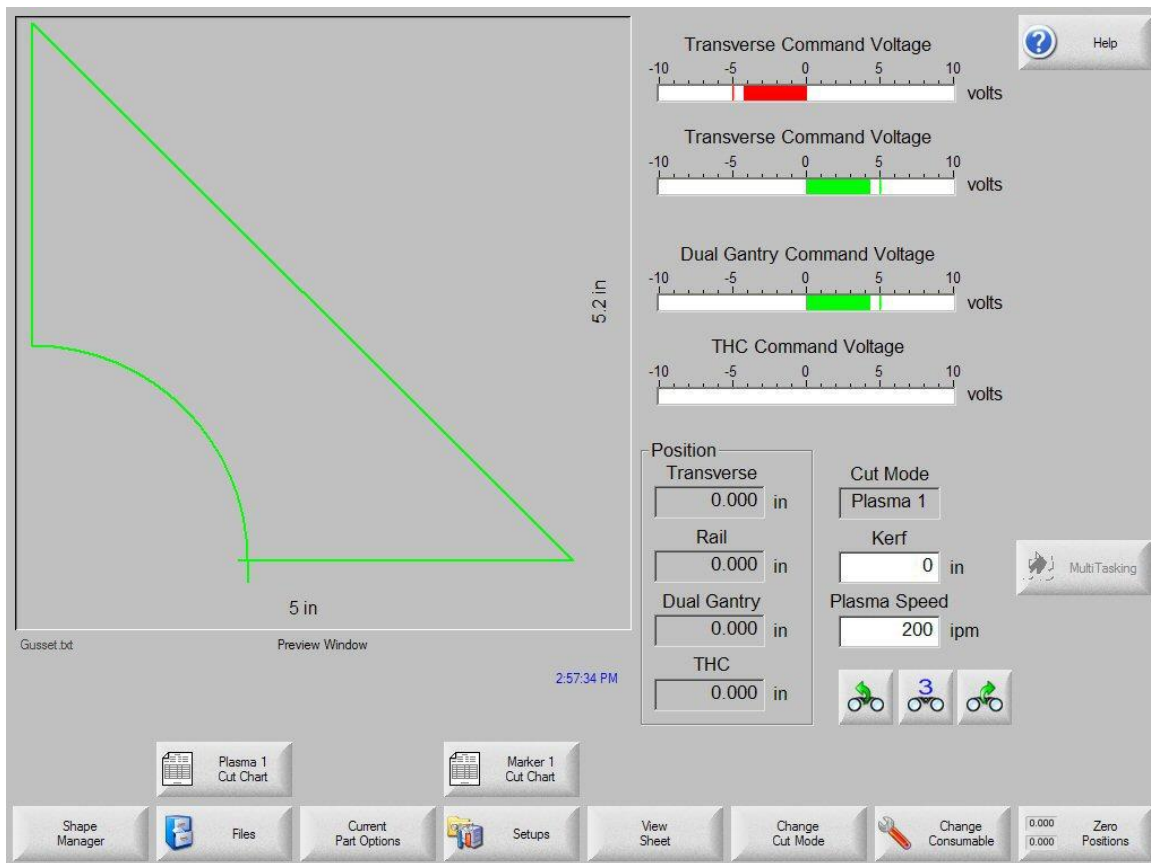 Transverse Command Voltage
-10 -5 0 5 10
volts
Help
Transverse Command Voltage
-10 -5 0 5 10
volts
Dual Gantry Command Voltage
-10 -5 0 5 10
volts
THC Command Voltage
-10 -5 0 5 10
volts
5.2 in
5 in
Gusset.txt Preview Window
2:57:34 PM
Position
Transverse
0.000 in
Rail
0.000 in
Dual Gantry
0.000 in
THC
0.000 in
Cut Mode
Plasma 1
Kerf
0 in
Plasma Speed
200 ipm
3
MultiTasking
Plasma 1
Cut Chart
Marker 1
Cut Chart
Shape
Manager
Files
Current
Part Options
Setups
View
Sheet
Change
Cut Mode
Change
Consumable
0.000
0.000
Zero
Positions